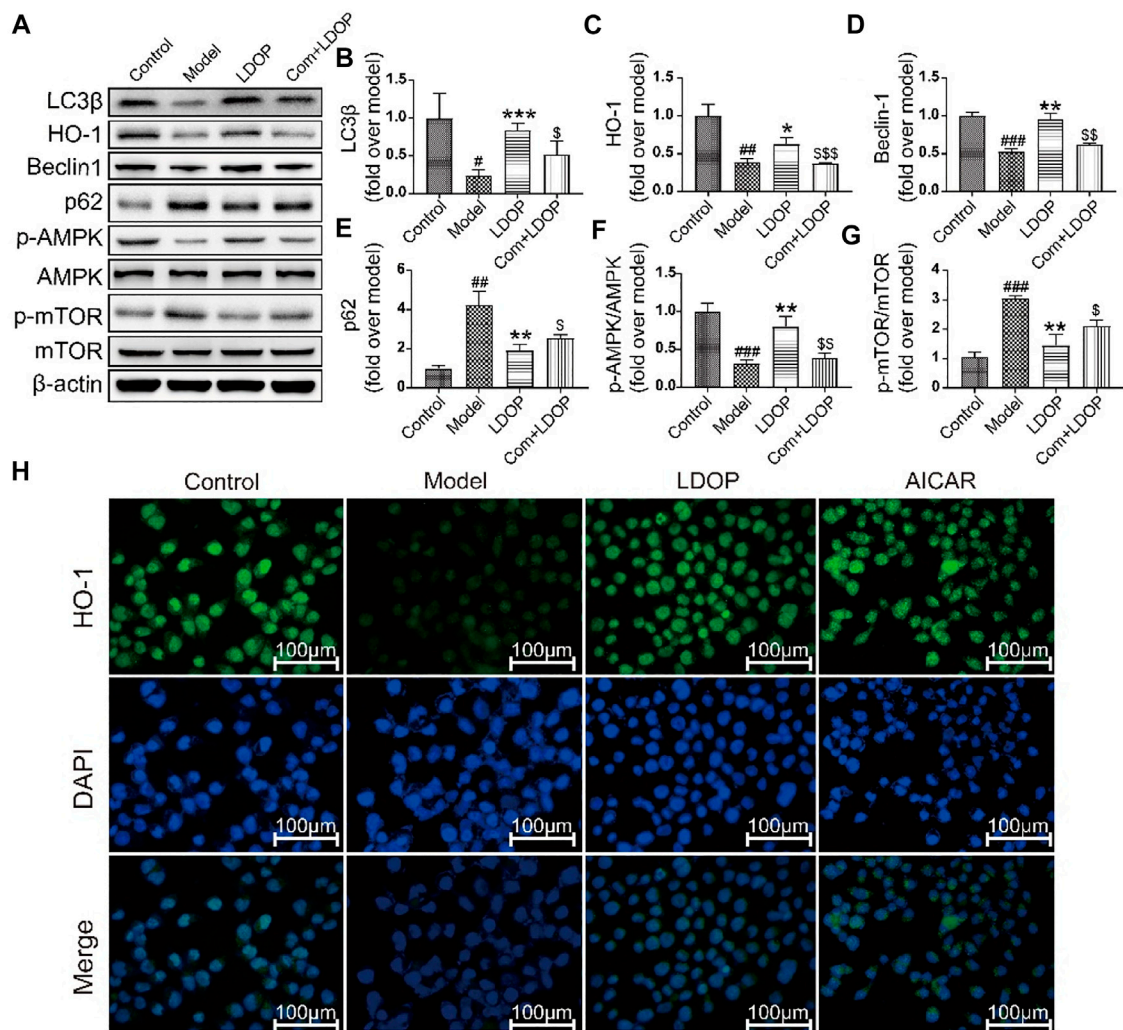 A
Control
Model
LDOP
Com+LDOP
LC3β
HO-1
Beclin1
p62
p-AMPK
AMPK
p-mTOR
mTOR
β-actin
B
LC3β
(fold over model)
1.5
1.0
0.5
0.0
#
***
$
Control
Model
LDOP
Com+LDOP
C
HO-1
(fold over model)
1.5
1.0
0.5
0.0
##
*
$$$
Control
Model
LDOP
Com+LDOP
D
Beclin-1
(fold over model)
1.5
1.0
0.5
0.0
###
**
$$
Control
Model
LDOP
Com+LDOP
E
p62
(fold over model)
6
4
2
0
##
**
$
Control
Model
LDOP
Com+LDOP
F
p-AMPK/AMPK
(fold over model)
1.5
1.0
0.5
0.0
###
**
$$
Control
Model
LDOP
Com+LDOP
G
p-mTOR/mTOR
(fold over model)
4
3
2
1
0
###
**
$
Control
Model
LDOP
Com+LDOP
H
Control
Model
LDOP
AICAR
HO-1
100μm
100μm
100μm
100μm
DAPI
100μm
100μm
100μm
100μm
Merge
100μm
100μm
100μm
100μm